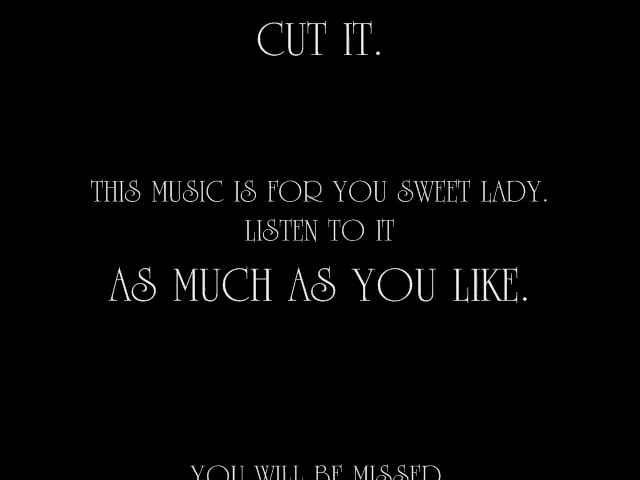 CUT IT.
THIS MUSIC IS FOR YOU SWEET LADY.
LISTEN TO IT
AS MUCH AS YOU LIKE.
YOU WILL BE MISSED